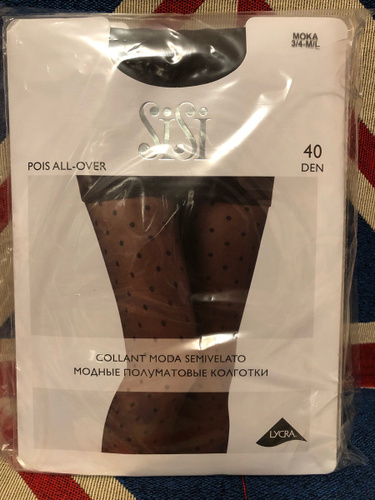 MOKA
3/4-M/L
SiSi
POIS ALL-OVER
40
DEN
COLLANT MODA SEMIVELATO
МОДНЫЕ ПОЛУМАТОВЫЕ КОЛГОТКИ
LYCRA